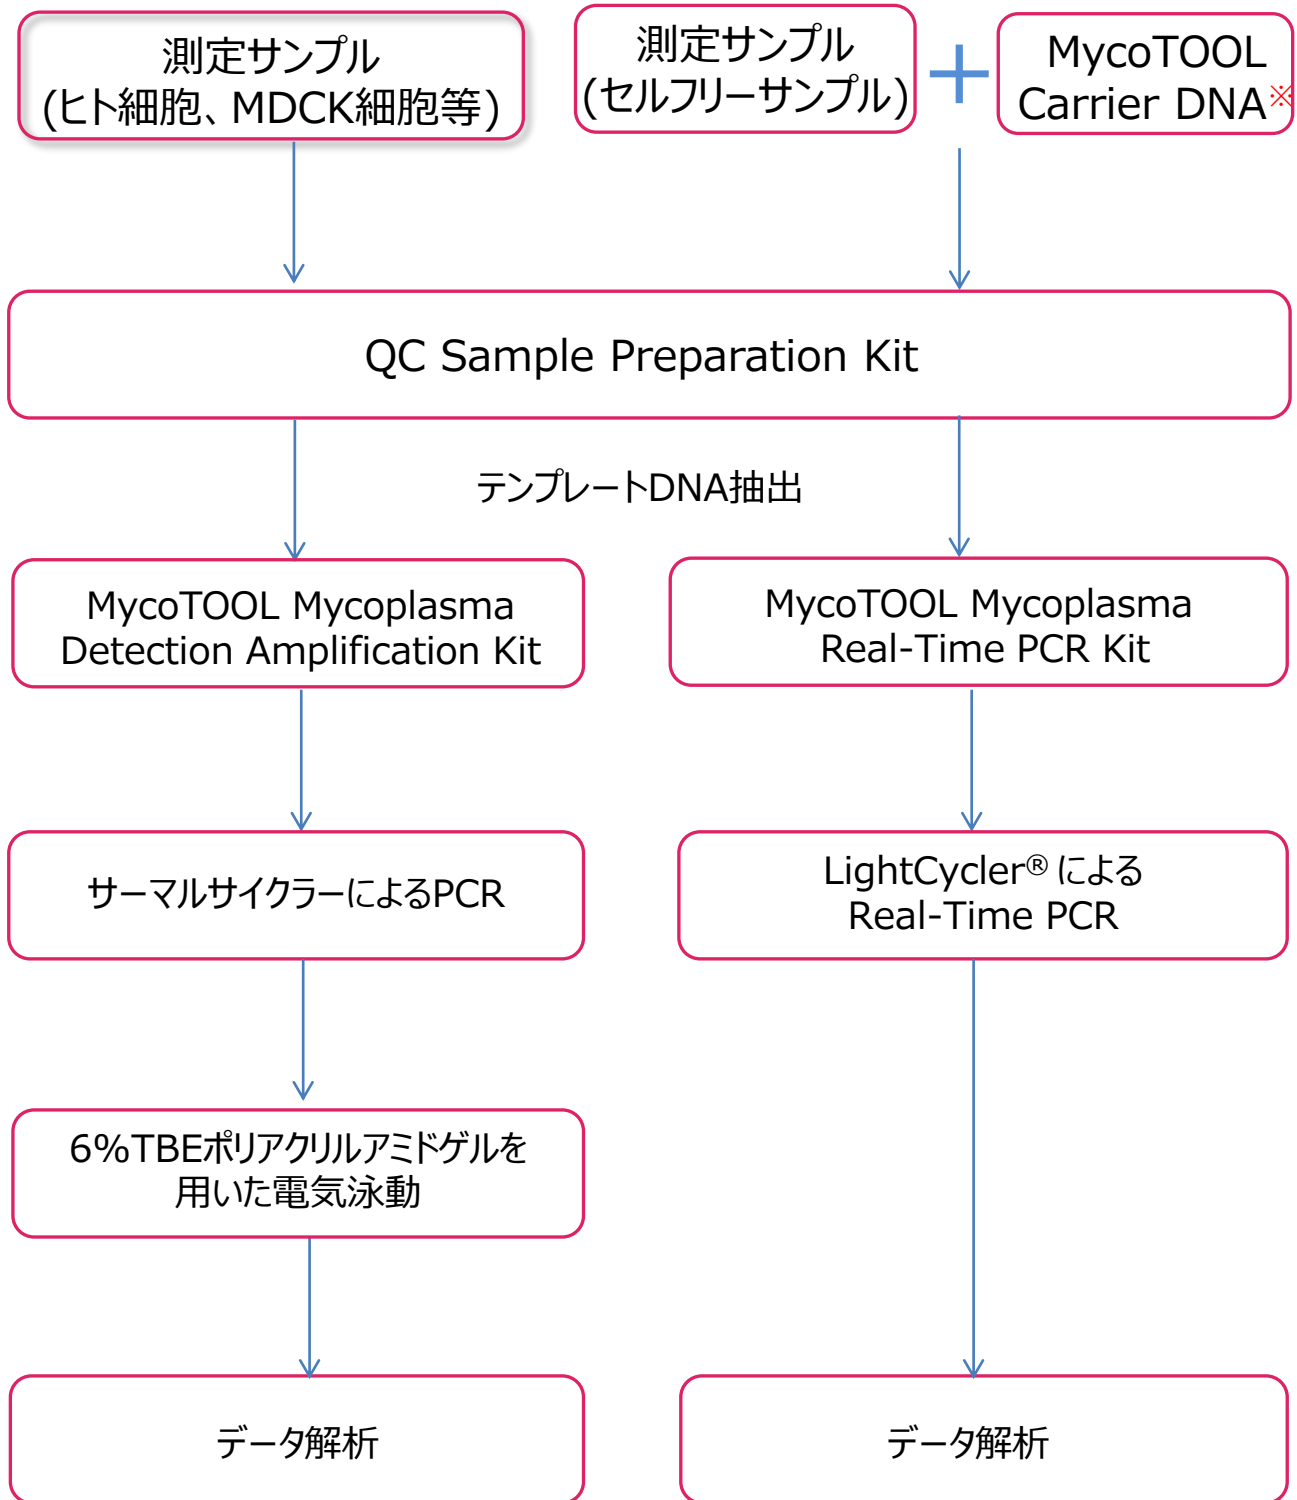 測定サンプル
(ヒト細胞、MDCK細胞等)
測定サンプル
(セルフリーサンプル)
+
MycoTOOL
Carrier DNA※
QC Sample Preparation Kit
テンプレートDNA抽出
MycoTOOL Mycoplasma
Detection Amplification Kit
MycoTOOL Mycoplasma
Real-Time PCR Kit
サーマルサイクラーによるPCR
LightCycler® による
Real-Time PCR
6%TBEポリアクリルアミドゲルを
用いた電気泳動
データ解析
データ解析